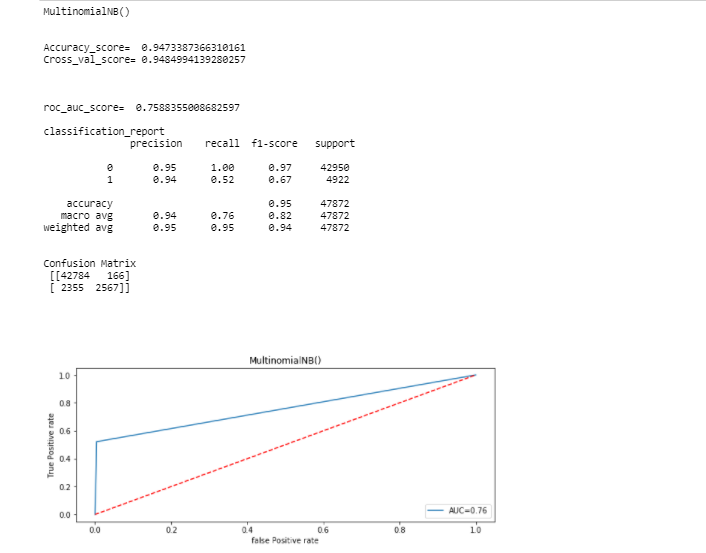 MultinomialNB()
Accuracy_score= 0.9473387366310161
Cross_val_score= 0.9484994139280257
roc_auc_score= 0.7588355008682597
classification_report
precision recall f1-score support
0 0.95 1.00 0.97 42950
1 0.94 0.52 0.67 4922
accuracy 0.95 47872
macro avg 0.94 0.76 0.82 47872
weighted avg 0.95 0.95 0.94 47872
Confusion Matrix
[[42784 166]
[ 2355 2567]]
MultinomialNB()
1.0
0.8
0.6
0.4
0.2
0.0
True Positive rate
AUC=0.76
0.0 0.2 0.4 0.6 0.8 1.0
false Positive rate